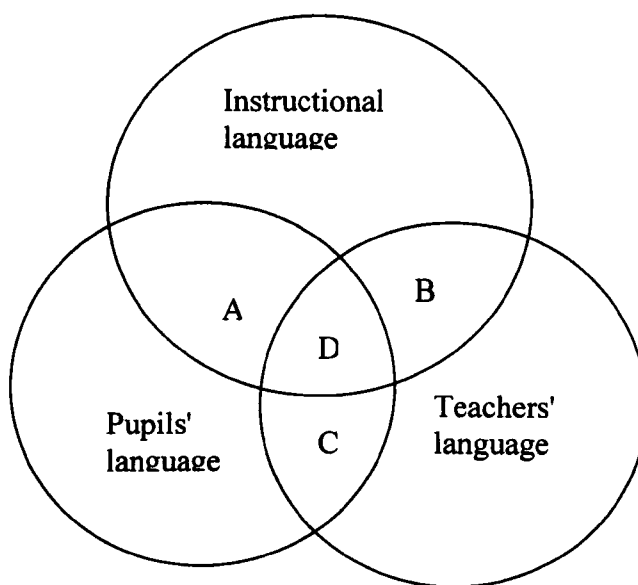 Instructional
language
A
B
D
Pupils'
language
C
Teachers'
language